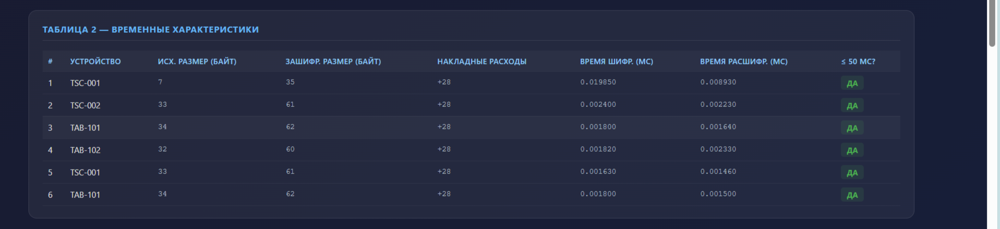 ТАБЛИЦА 2 — ВРЕМЕННЫЕ ХАРАКТЕРИСТИКИ
# УСТРОЙСТВО ИСХ. РАЗМЕР (БАЙТ) ЗАШИФР. РАЗМЕР (БАЙТ) НАКЛАДНЫЕ РАСХОДЫ ВРЕМЯ ШИФР. (МС) ВРЕМЯ РАСШИФР. (МС) ≤ 50 МС?
1 TSC-001 7 35 +28 0.019850 0.008930 ДА
2 TSC-002 33 61 +28 0.002400 0.002230 ДА
3 TAB-101 34 62 +28 0.001800 0.001640 ДА
4 TAB-102 32 60 +28 0.001820 0.002330 ДА
5 TSC-001 33 61 +28 0.001630 0.001460 ДА
6 TAB-101 34 62 +28 0.001800 0.001500 ДА